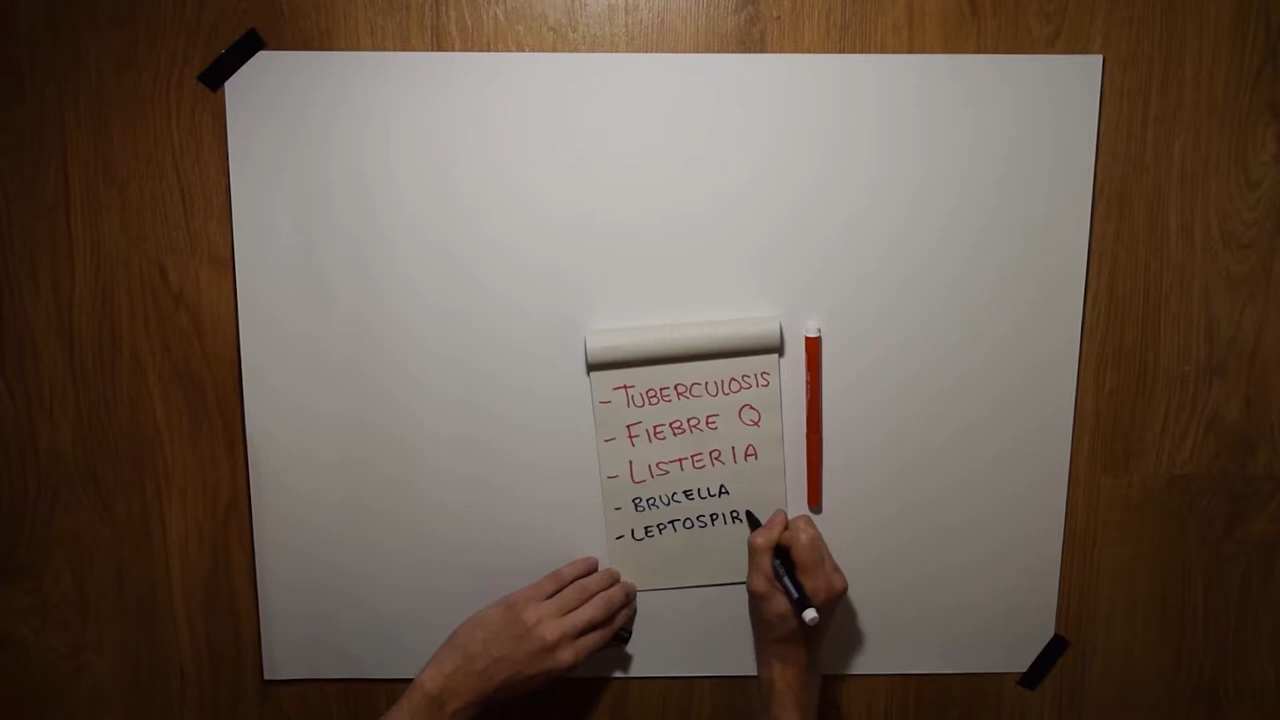 - TUBERCULOSIS
- FIEBRE Q
- LISTERIA
- BRUCELLA
- LEPTOSPIR